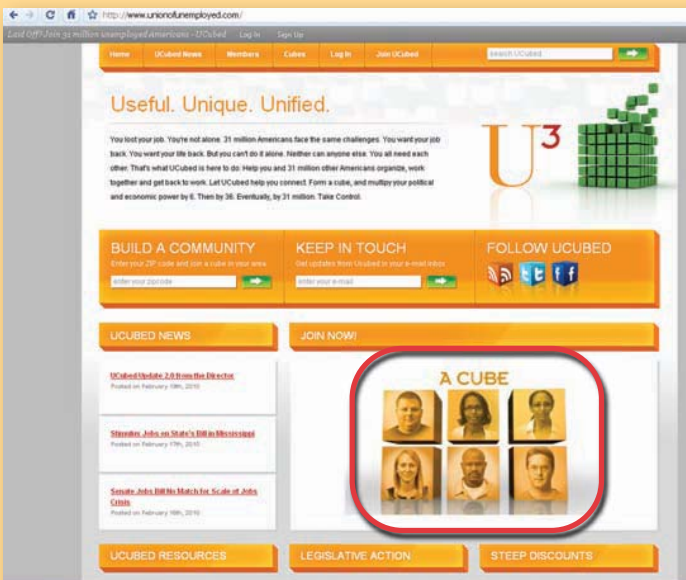 http://www.unionofunemployed.com/
Laid Off? Join 31 million unemployed Americans - UCubed Log In Sign Up
Home UCubed News Members Cubes Log In Join UCubed search UCubed
Useful. Unique. Unified.
You lost your job. You're not alone. 31 million Americans face the same challenges. You want your job
back. You want your life back. But you can't do it alone. Neither can anyone else. You all need each
other. That's what UCubed is here to do: Help you and 31 million other Americans organize, work
together and get back to work. Let UCubed help you connect. Form a cube, and multipy your political
and economic power by 6. Then by 36. Eventually, by 31 million. Take Control.
U3
BUILD A COMMUNITY
Enter your ZIP code and join a cube in your area
enter your zipcode
KEEP IN TOUCH
Get updates from Ucubed in your e-mail inbox
enter your e-mail
FOLLOW UCUBED
UCUBED NEWS
JOIN NOW!
UCubed Update 2.0 from the Director
Posted on February 19th, 2010
Stimulus Jobs on State's Bill in Mississippi
Posted on February 17th, 2010
Senate Jobs Bill No Match for Scale of Jobs
Crisis
Posted on February 16th, 2010
A CUBE
UCUBED RESOURCES
LEGISLATIVE ACTION
STEEP DISCOUNTS